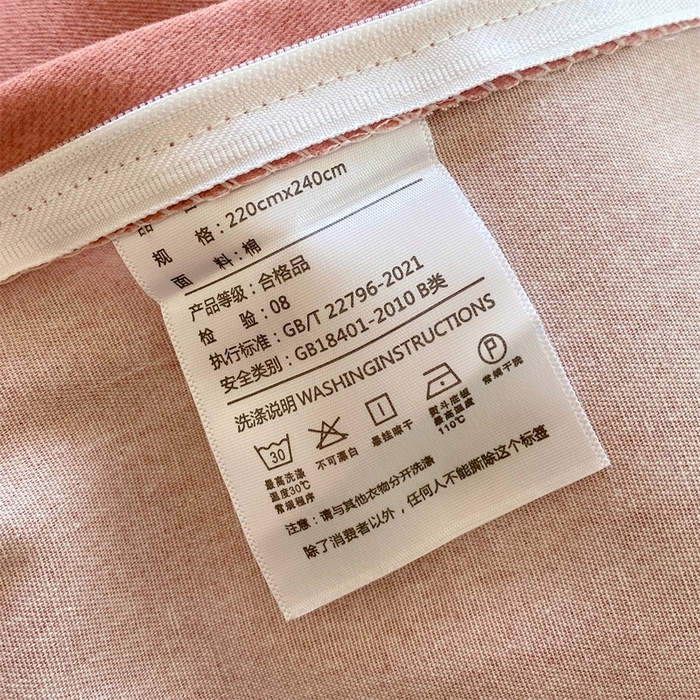 规 格：220cmx240cm
面 料：棉
产品等级：合格品
检 验：08
执行标准：GB/T 22796-2021
安全类别：GB18401-2010 B类
洗涤说明 WASHINGINSTRUCTIONS
30
P
最高洗涤
温度30℃
常规程序
不可漂白
悬挂晾干
熨斗底板
最高温度
110℃
常规干洗
注意：请与其他衣物分开洗涤
除了消费者以外，任何人不能撕除这个标签